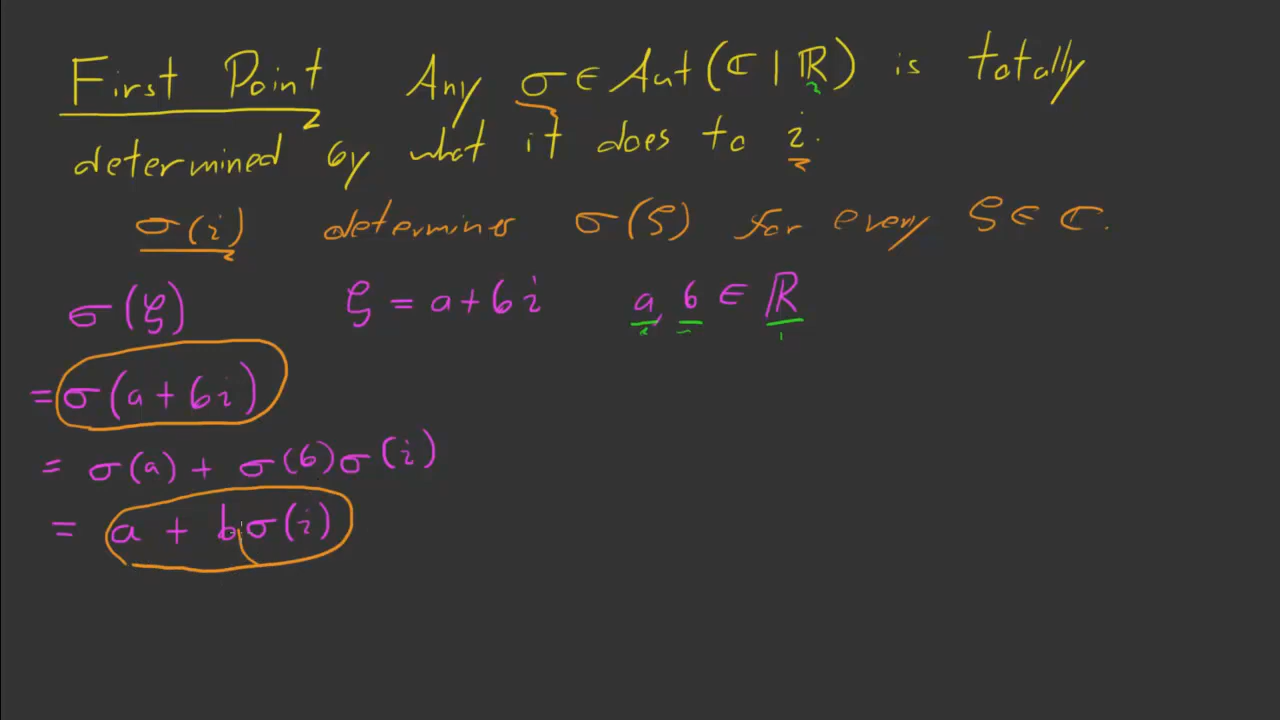 First Point Any σ ∈ Aut(ℂ | ℝ) is totally
determined by what it does to i.
σ(i) determines σ(ξ) for every ξ ∈ ℂ.
σ(ξ) ξ = a + bi a, b ∈ ℝ
= σ(a + bi)
= σ(a) + σ(b)σ(i)
= a + bσ(i)